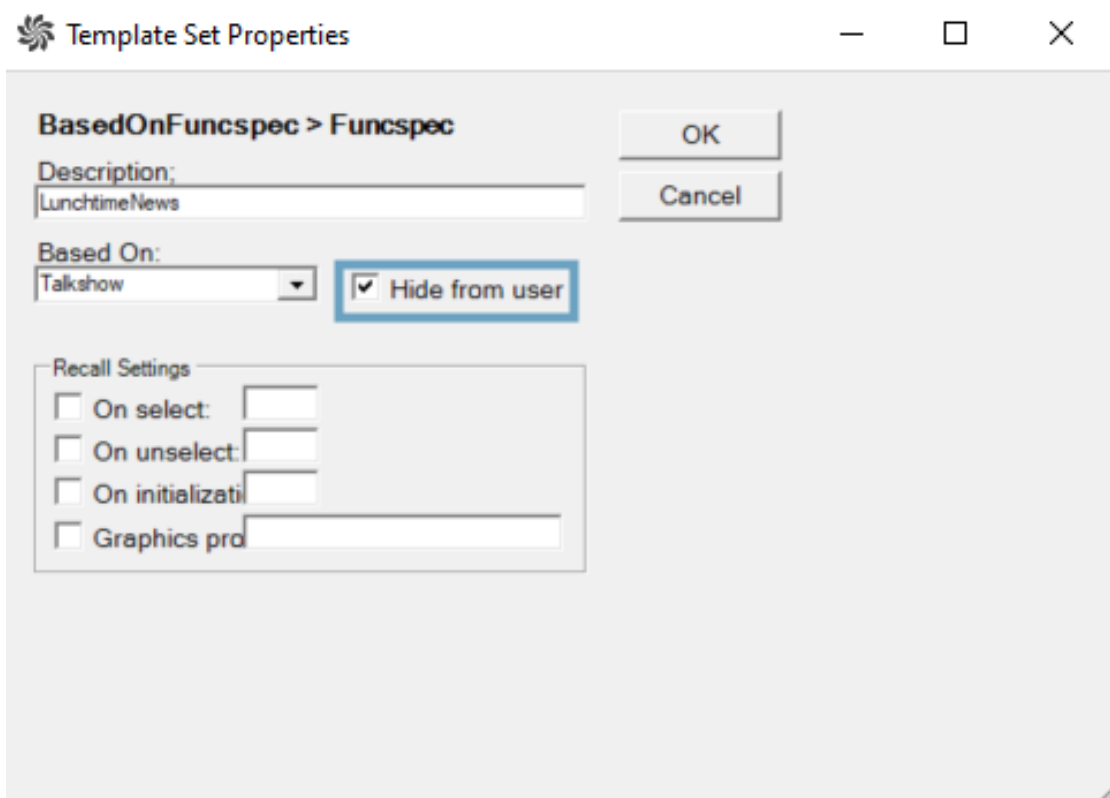 Template Set Properties
BasedOnFuncspec > Funcspec
OK
Description;
LunchtimeNews
Cancel
Based On:
Talkshow
Hide from user
Recall Settings
On select:
On unselect:
On initializati
Graphics pro